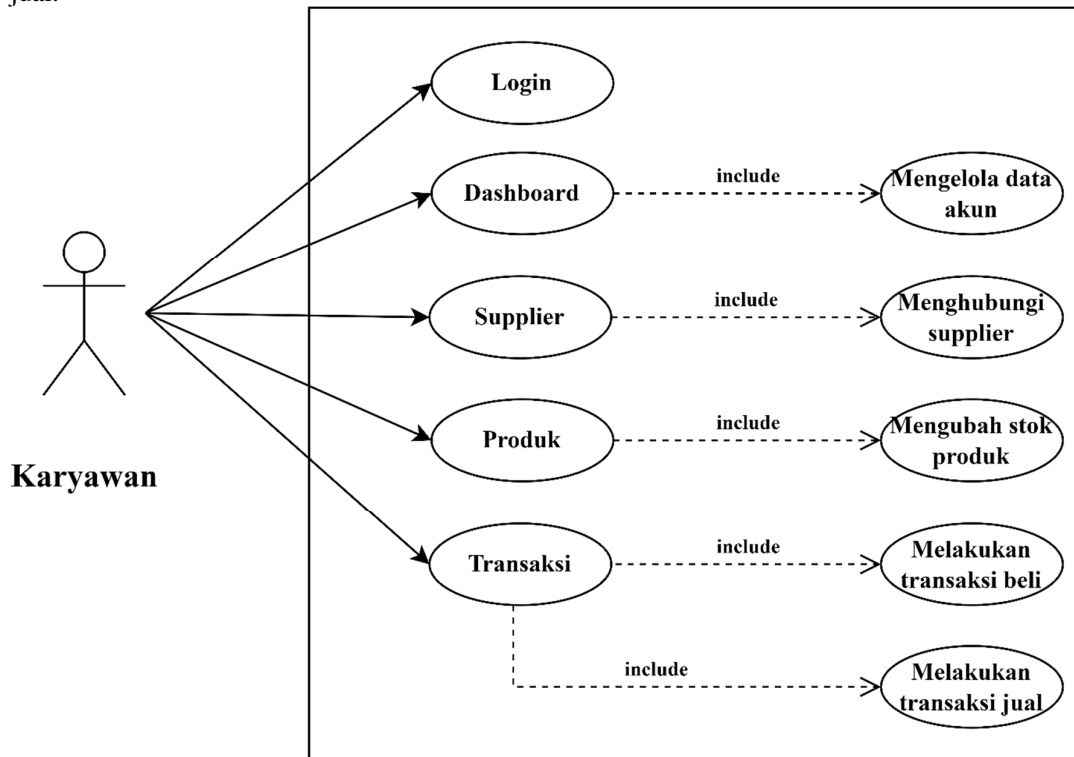 jual.
Login
Dashboard
include
Mengelola data
akun
Supplier
include
Menghubungi
supplier
Produk
include
Mengubah stok
produk
Karyawan
Transaksi
include
Melakukan
transaksi beli
include
Melakukan
transaksi jual